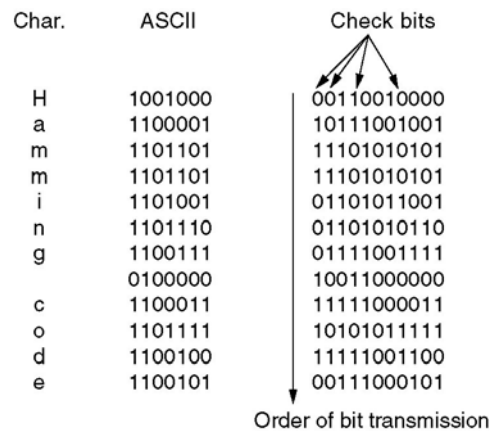 Char. ASCII Check bits
H 1001000 00110010000
a 1100001 10111001001
m 1101101 11101010101
m 1101101 11101010101
i 1101001 01101011001
n 1101110 01101010110
g 1100111 01111001111
0100000 10011000000
c 1100011 11111000011
o 1101111 10101011111
d 1100100 11111001100
e 1100101 00111000101
Order of bit transmission